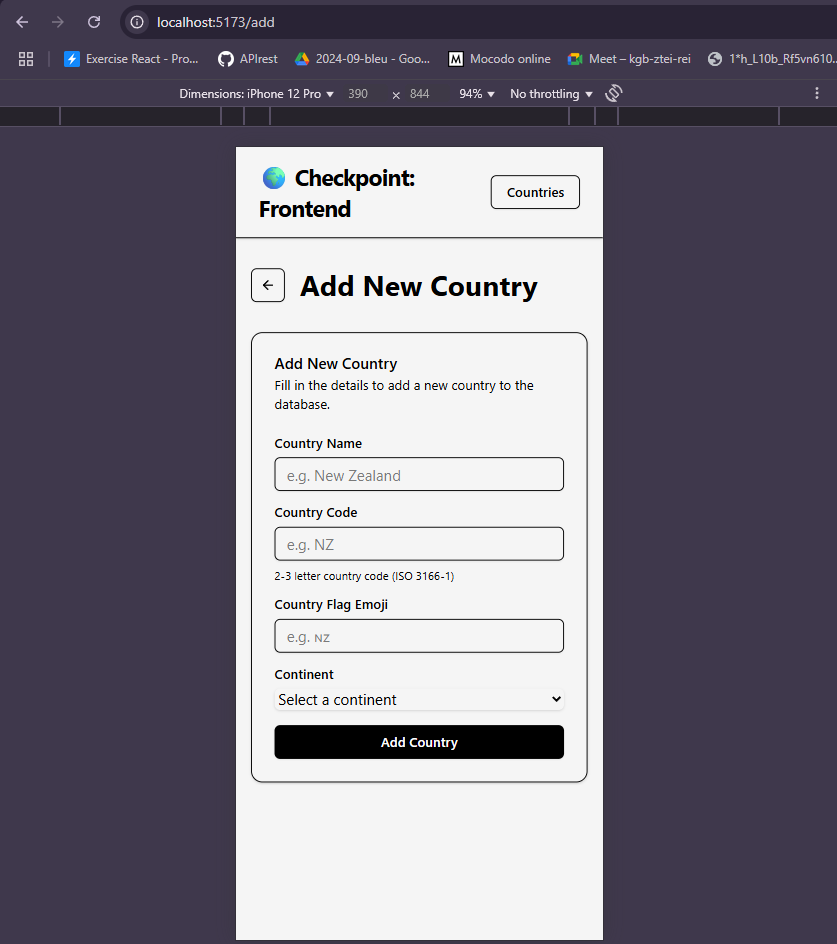 localhost:5173/add
Exercise React - Pro... APIrest 2024-09-bleu - Goo... M Mocodo online Meet – kgb-ztei-rei 1*h_L10b_Rf5vn610...
Dimensions: iPhone 12 Pro 390 × 844 94% No throttling
Checkpoint:
Frontend
Countries
Add New Country
Add New Country
Fill in the details to add a new country to the
database.
Country Name
e.g. New Zealand
Country Code
e.g. NZ
2-3 letter country code (ISO 3166-1)
Country Flag Emoji
e.g. 🇳🇿
Continent
Select a continent
Add Country